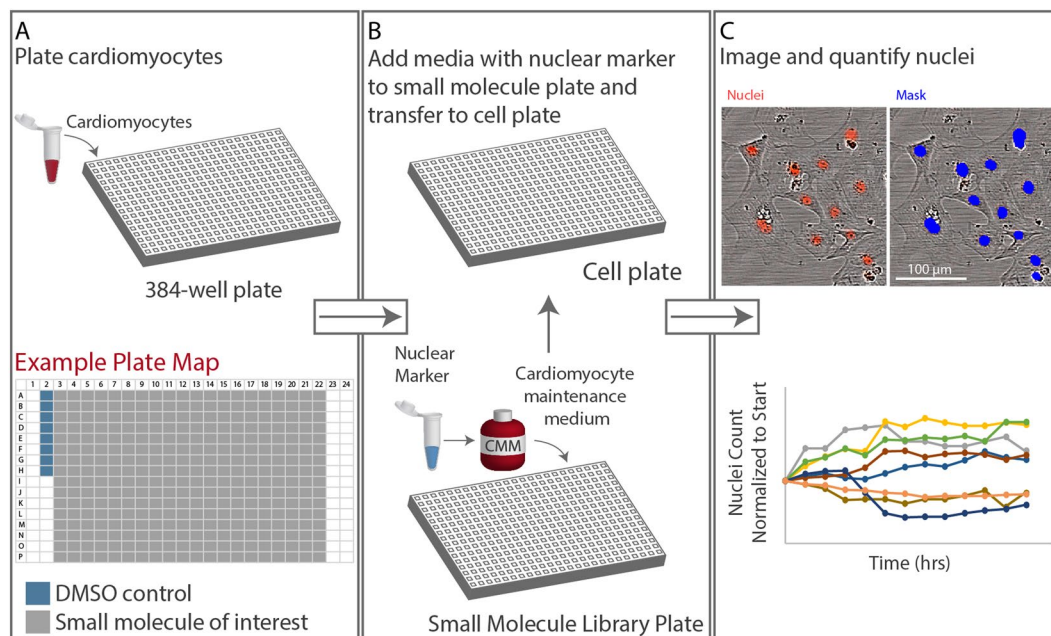 A
Plate cardiomyocytes
Cardiomyocytes
384-well plate
Example Plate Map
1 2 3 4 5 6 7 8 9 10 11 12 13 14 15 16 17 18 19 20 21 22 23 24
A
B
C
D
E
F
G
H
I
J
K
L
M
N
O
P
DMSO control
Small molecule of interest
B
Add media with nuclear marker
to small molecule plate and
transfer to cell plate
Cell plate
Nuclear
Marker
Cardiomyocyte
maintenance
medium
CMM
Small Molecule Library Plate
C
Image and quantify nuclei
Nuclei
Mask
100 µm
Nuclei Count
Normalized to Start
Time (hrs)